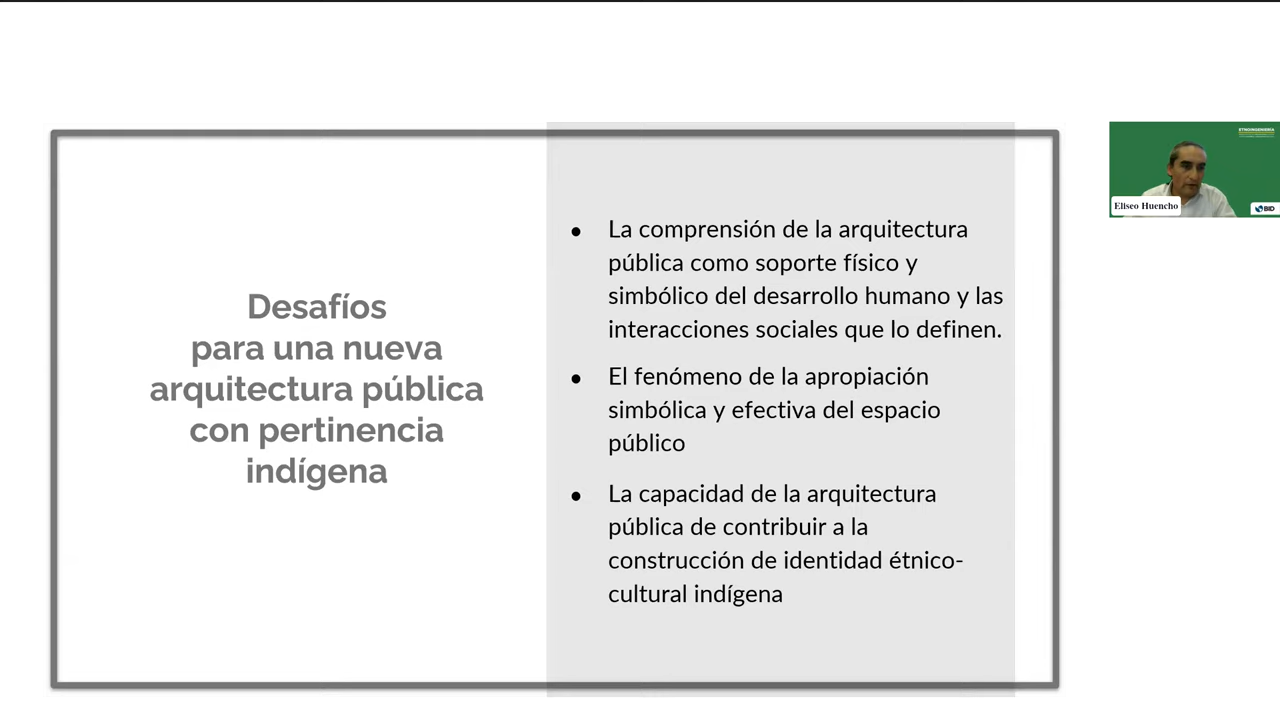 Desafíos
para una nueva
arquitectura pública
con pertinencia
indígena
• La comprensión de la arquitectura
pública como soporte físico y
simbólico del desarrollo humano y las
interacciones sociales que lo definen.
• El fenómeno de la apropiación
simbólica y efectiva del espacio
público
• La capacidad de la arquitectura
pública de contribuir a la
construcción de identidad étnico-
cultural indígena
ETNOINGENIERÍA
Eliseo Huencho
BID